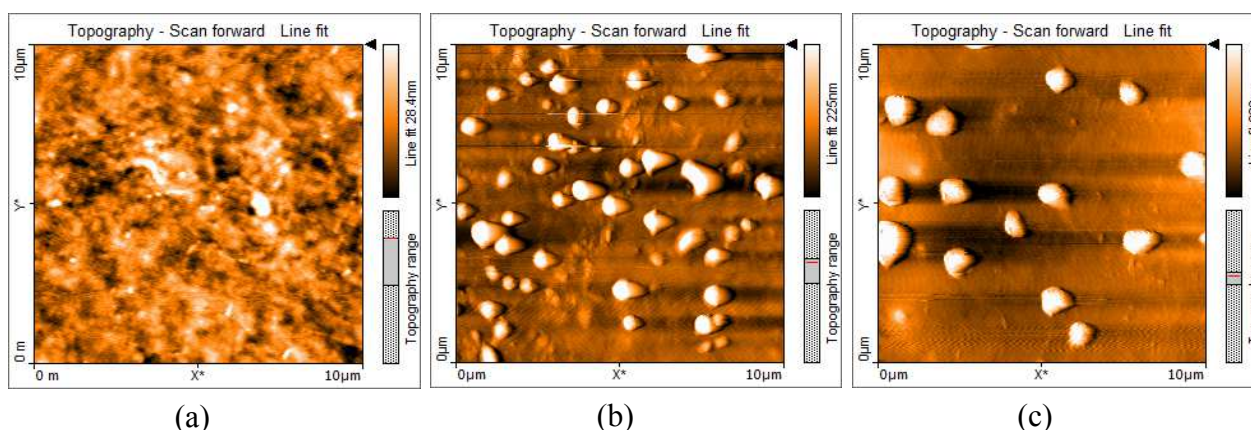 Topography - Scan forward Line fit
10µm
Y*
0 m
0 m
X*
10µm
Line fit 28.4nm
Topography range
(a)
Topography - Scan forward Line fit
10µm
Y*
0µm
0µm
X*
10µm
Line fit 225nm
Topography range
(b)
Topography - Scan forward Line fit
10µm
Y*
0µm
0µm
X*
10µm
(c)